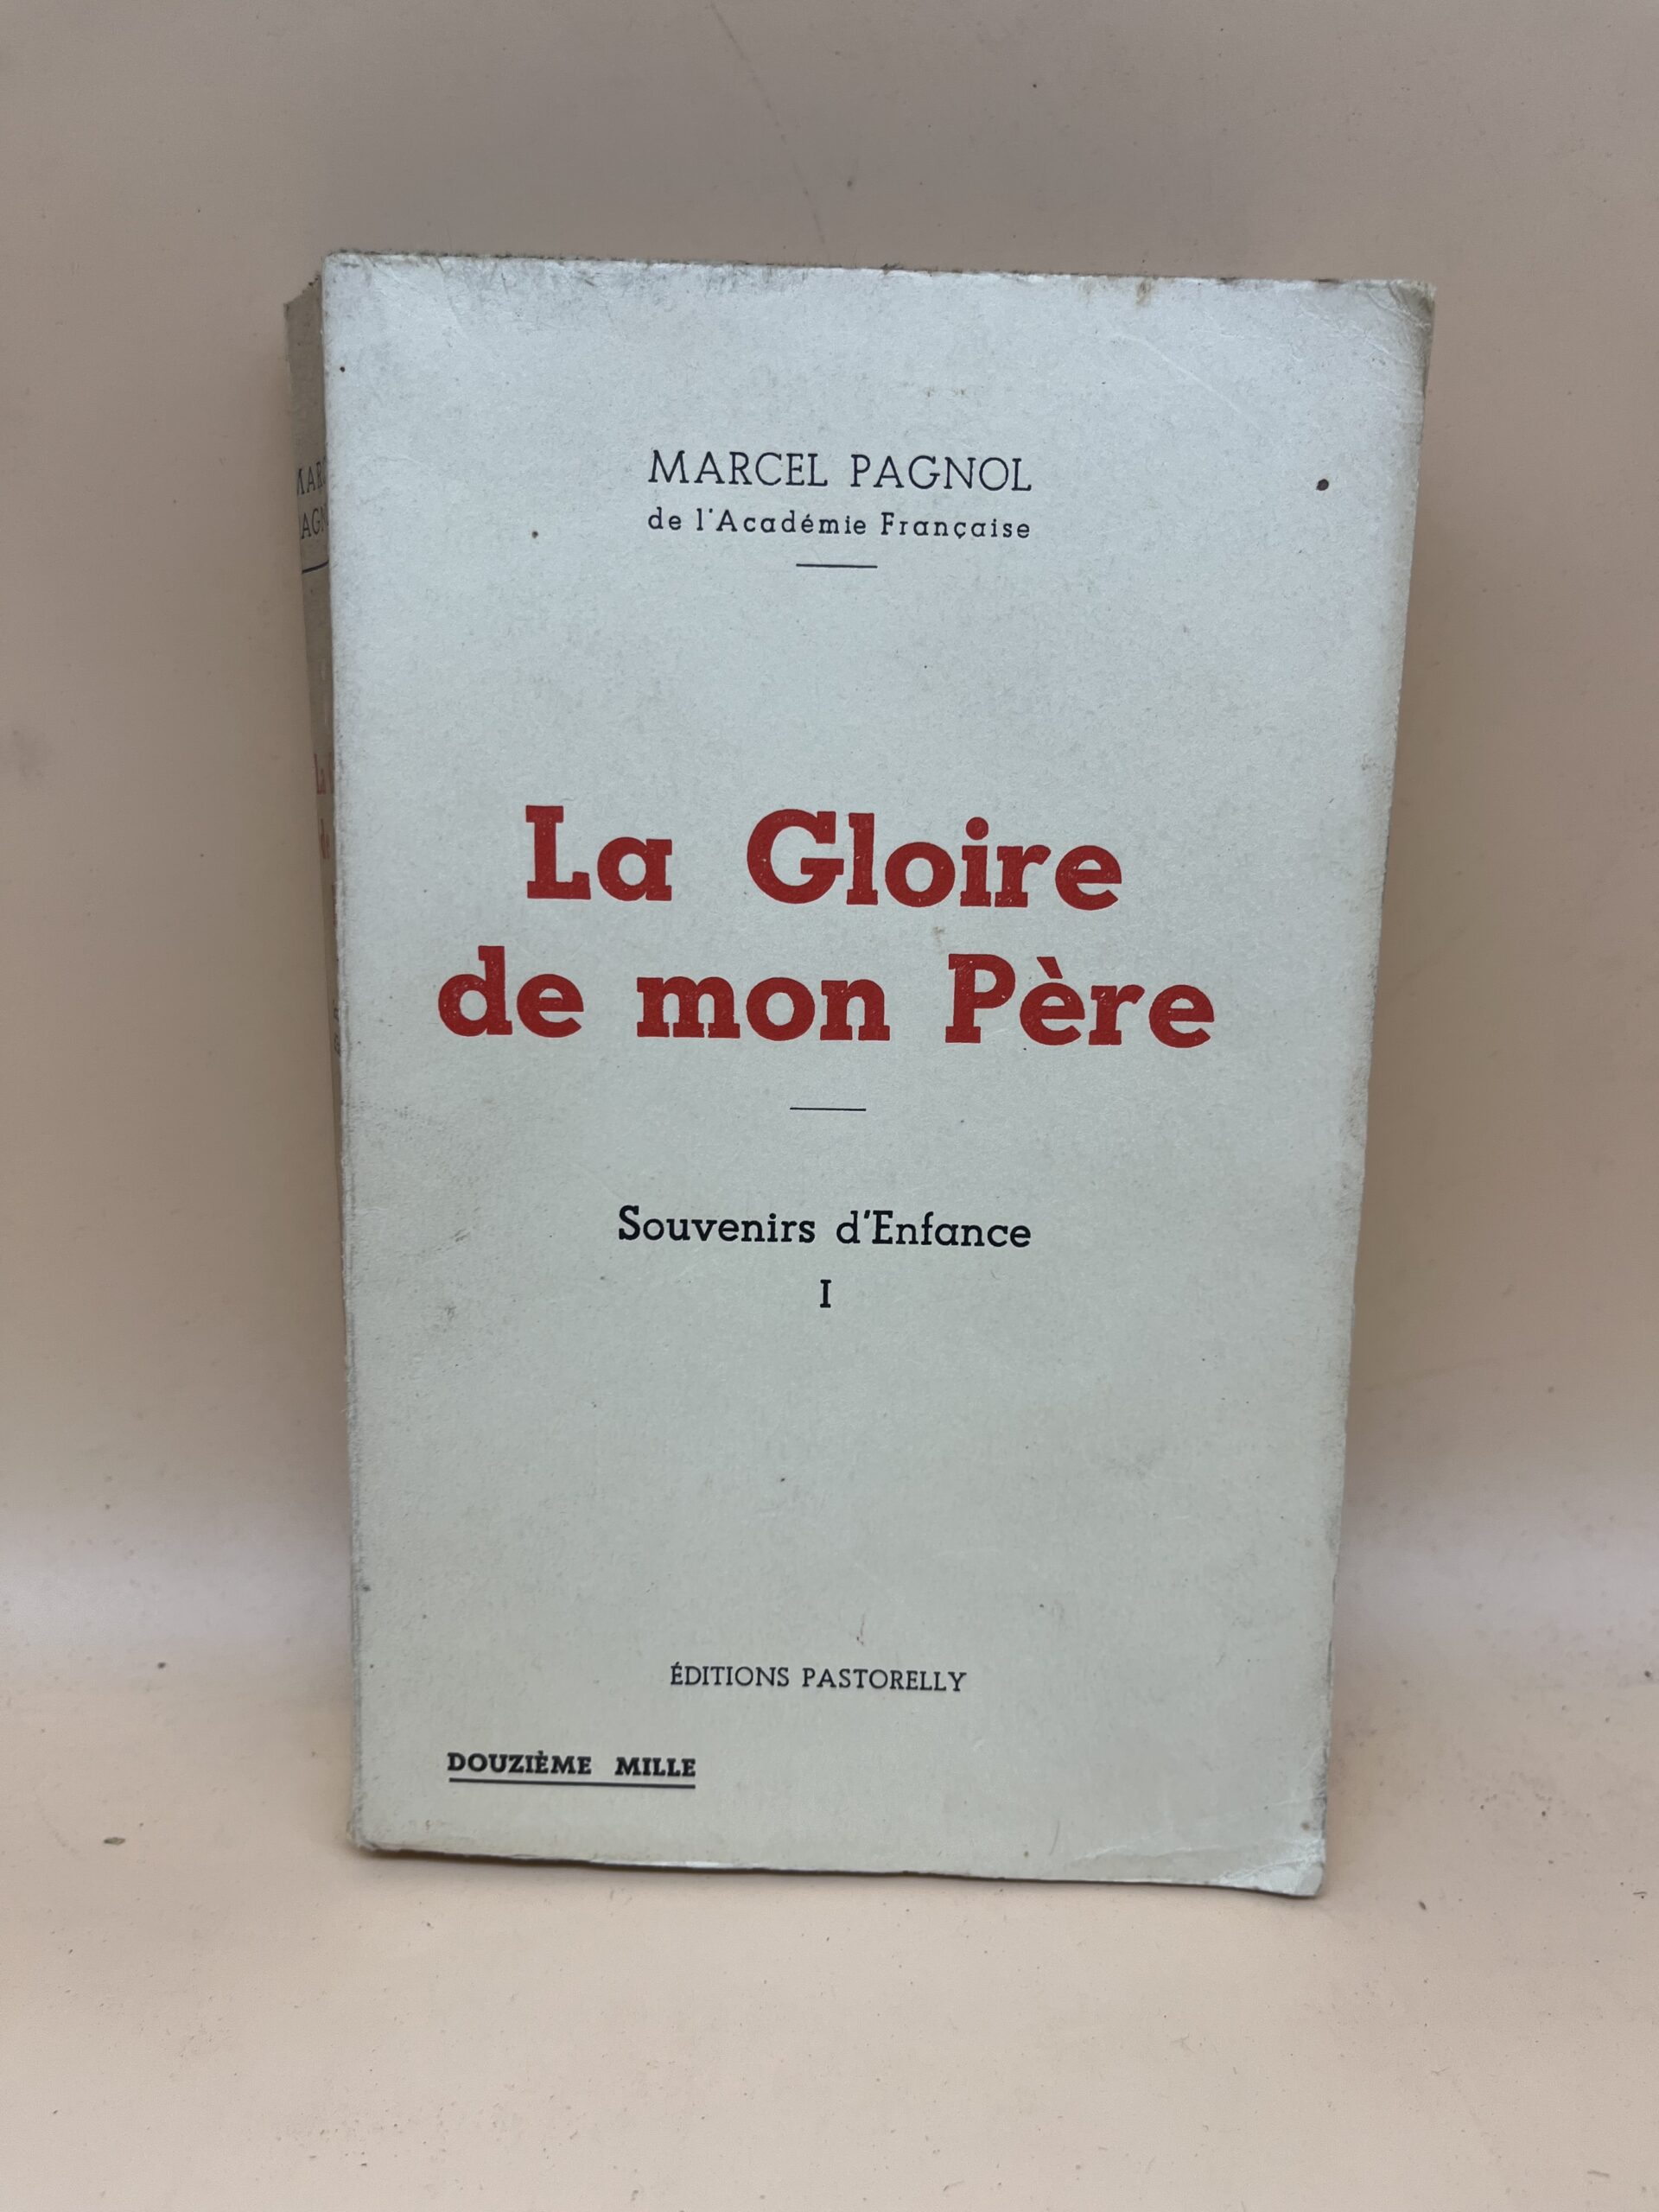 MARCEL PAGNOL
de l'Académie Française
La Gloire
de mon Père
Souvenirs d'Enfance
I
ÉDITIONS PASTORELLY
DOUZIÈME MILLE